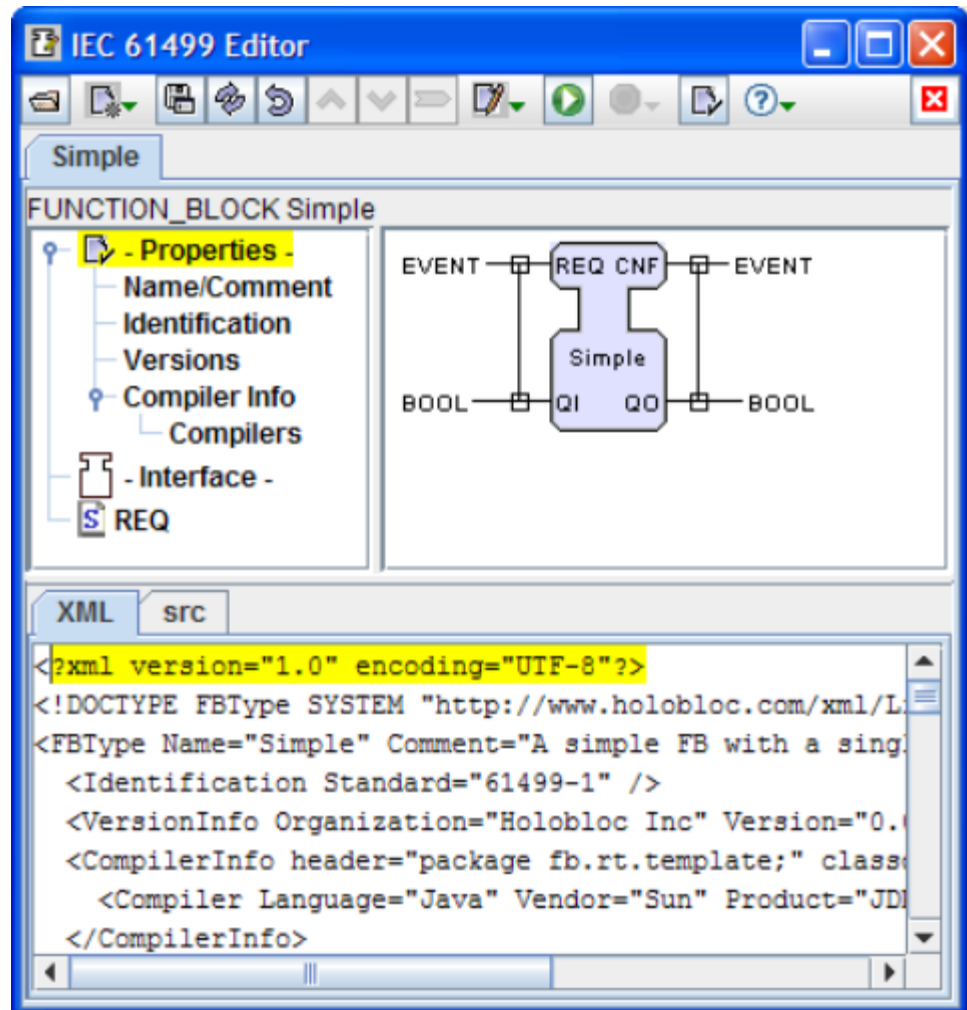 IEC 61499 Editor
Simple
FUNCTION_BLOCK Simple
- Properties -
Name/Comment
Identification
Versions
Compiler Info
Compilers
- Interface -
S REQ
EVENT REQ CNF EVENT
Simple
BOOL QI QO BOOL
XML src
<?xml version="1.0" encoding="UTF-8"?>
<!DOCTYPE FBType SYSTEM "http://www.holobloc.com/xml/Li
<FBType Name="Simple" Comment="A simple FB with a singl
<Identification Standard="61499-1" />
<VersionInfo Organization="Holobloc Inc" Version="0.
<CompilerInfo header="package fb.rt.template;" class
<Compiler Language="Java" Vendor="Sun" Product="JD
</CompilerInfo>